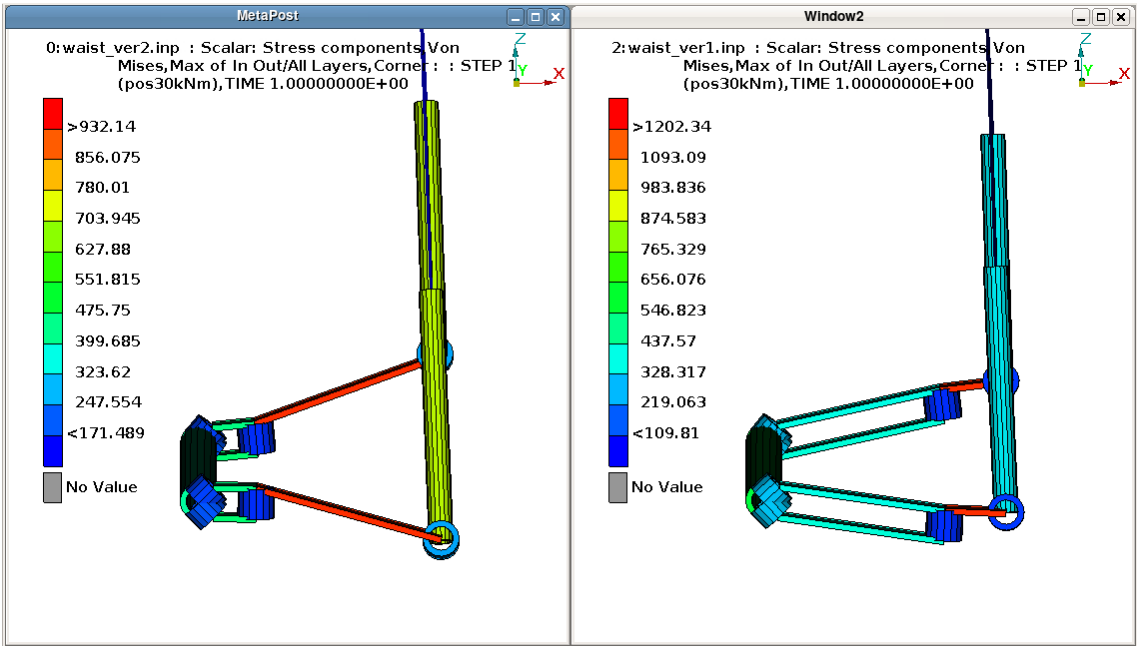 MetaPost
0:waist_ver2.inp : Scalar: Stress components,Von
Mises,Max of In Out/All Layers,Corner: : STEP 1
(pos30kNm),TIME 1.00000000E+00
Z
Y
X
>932.14
856.075
780.01
703.945
627.88
551.815
475.75
399.685
323.62
247.554
<171.489
No Value
Window2
2:waist_ver1.inp : Scalar: Stress components,Von
Mises,Max of In Out/All Layers,Corner: : STEP 1
(pos30kNm),TIME 1.00000000E+00
Z
Y
X
>1202.34
1093.09
983.836
874.583
765.329
656.076
546.823
437.57
328.317
219.063
<109.81
No Value